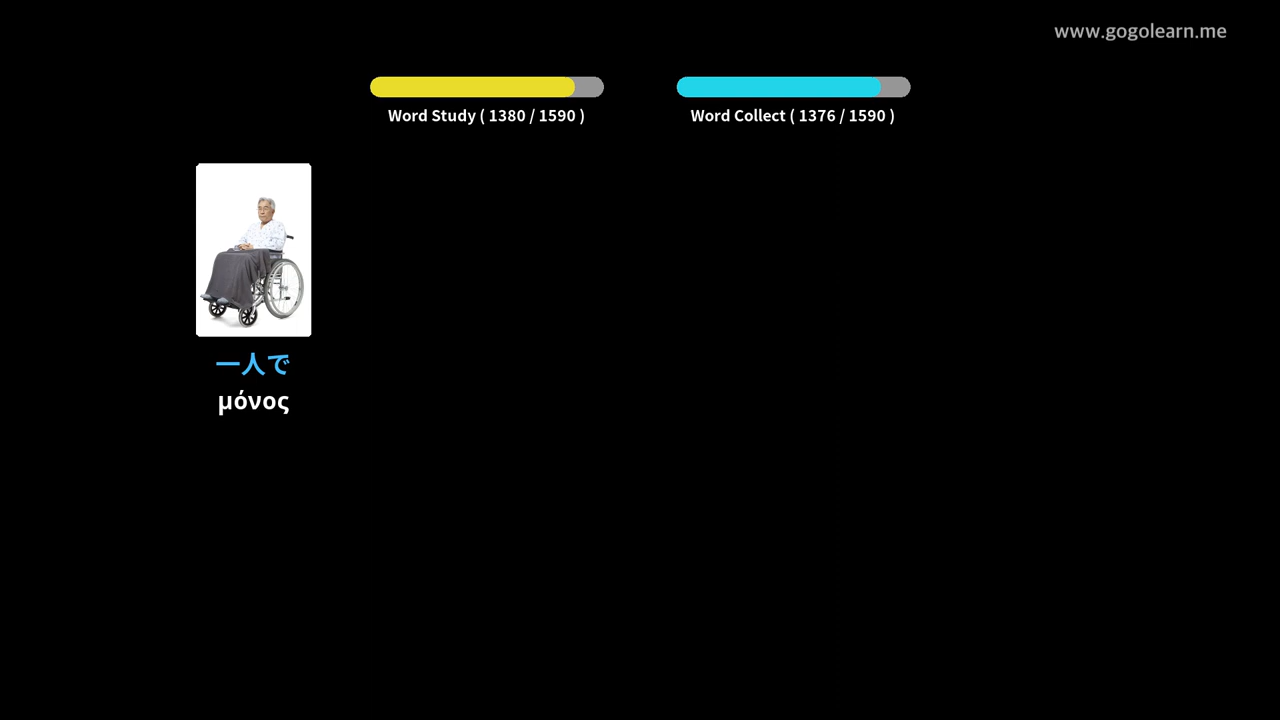 www.gogolearn.me
Word Study ( 1380 / 1590 )
Word Collect ( 1376 / 1590 )
一人で
μόνος